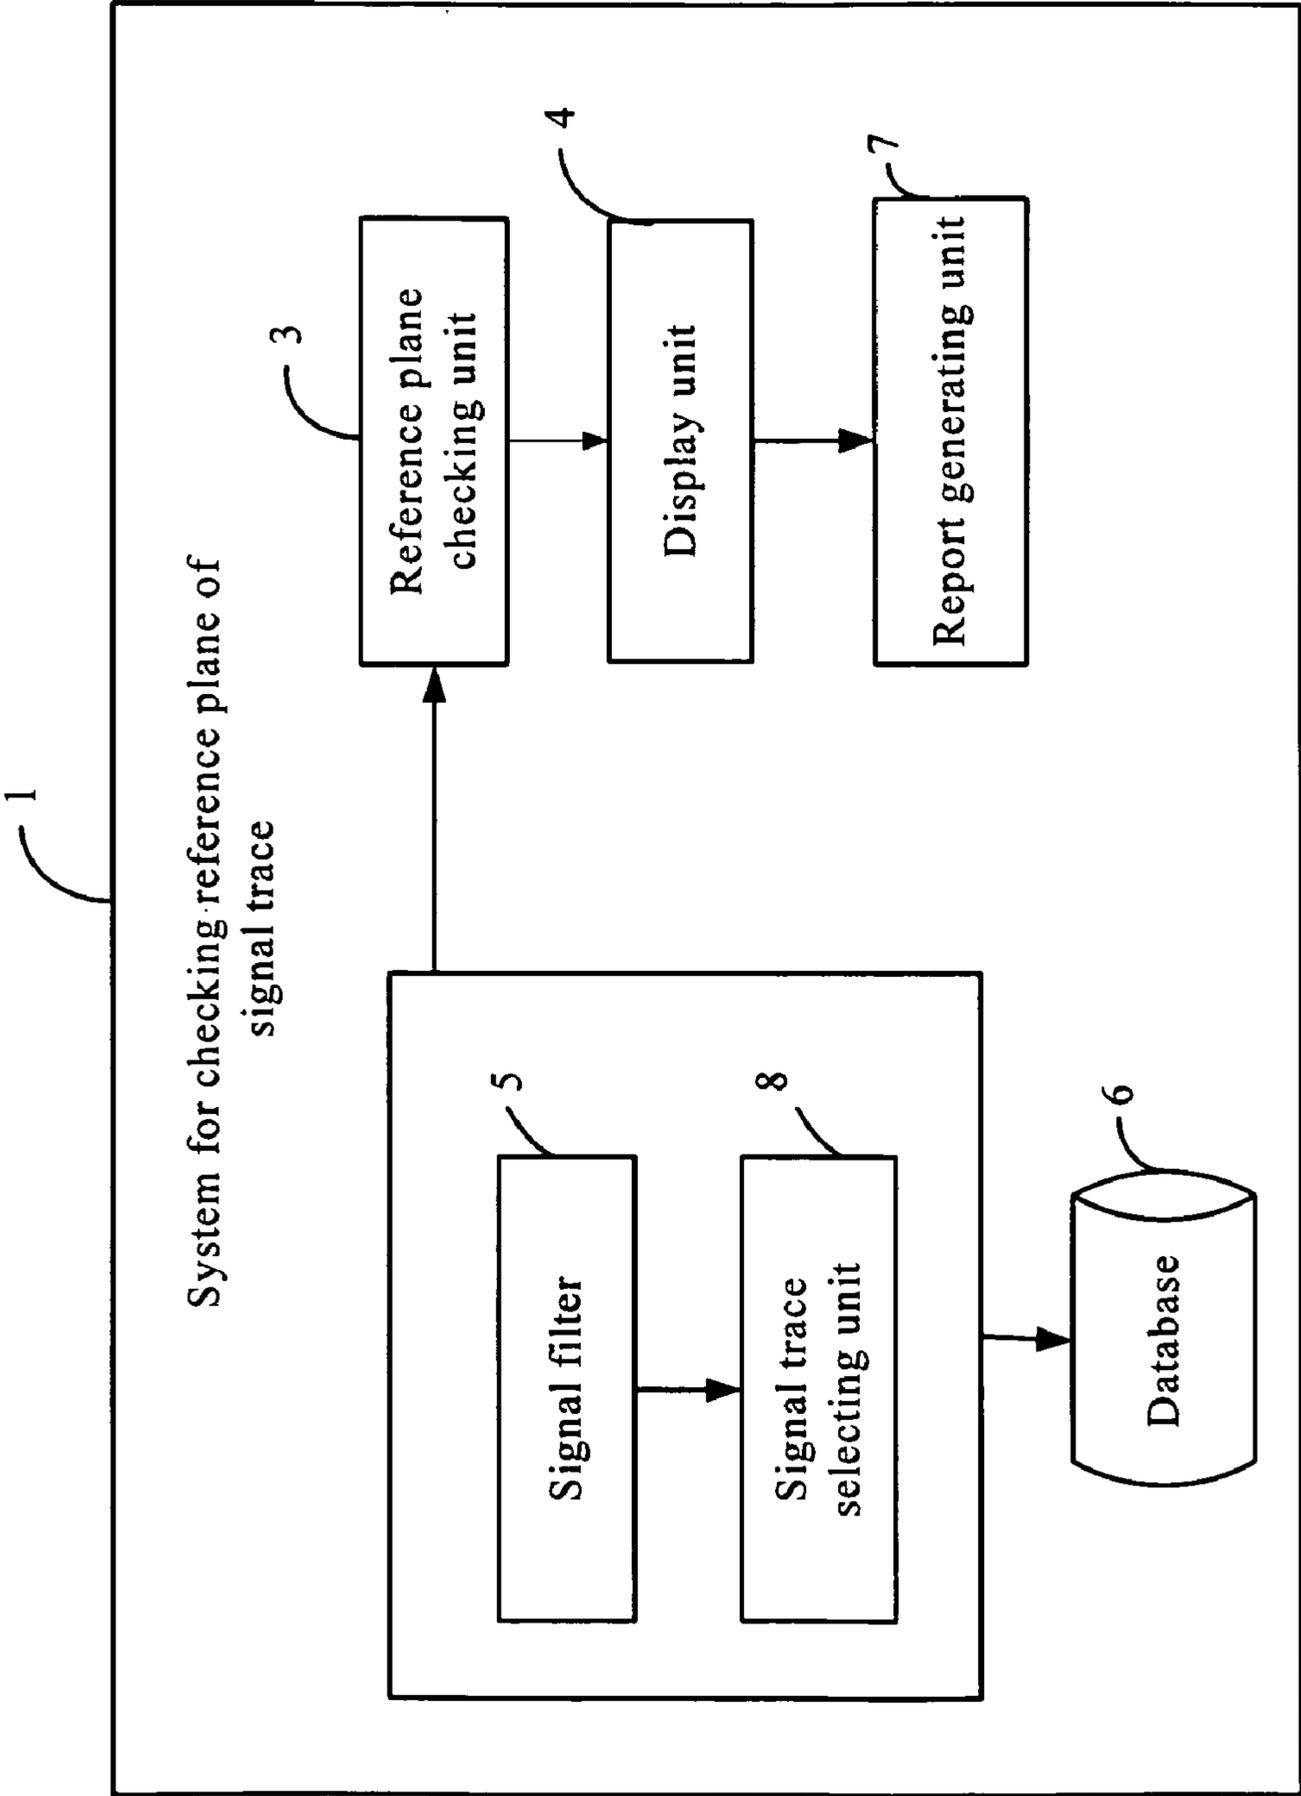 1
System for checking reference plane of
signal trace
3
Reference plane
checking unit
4
Display unit
7
Report generating unit
5
Signal filter
8
Signal trace
selecting unit
6
Database